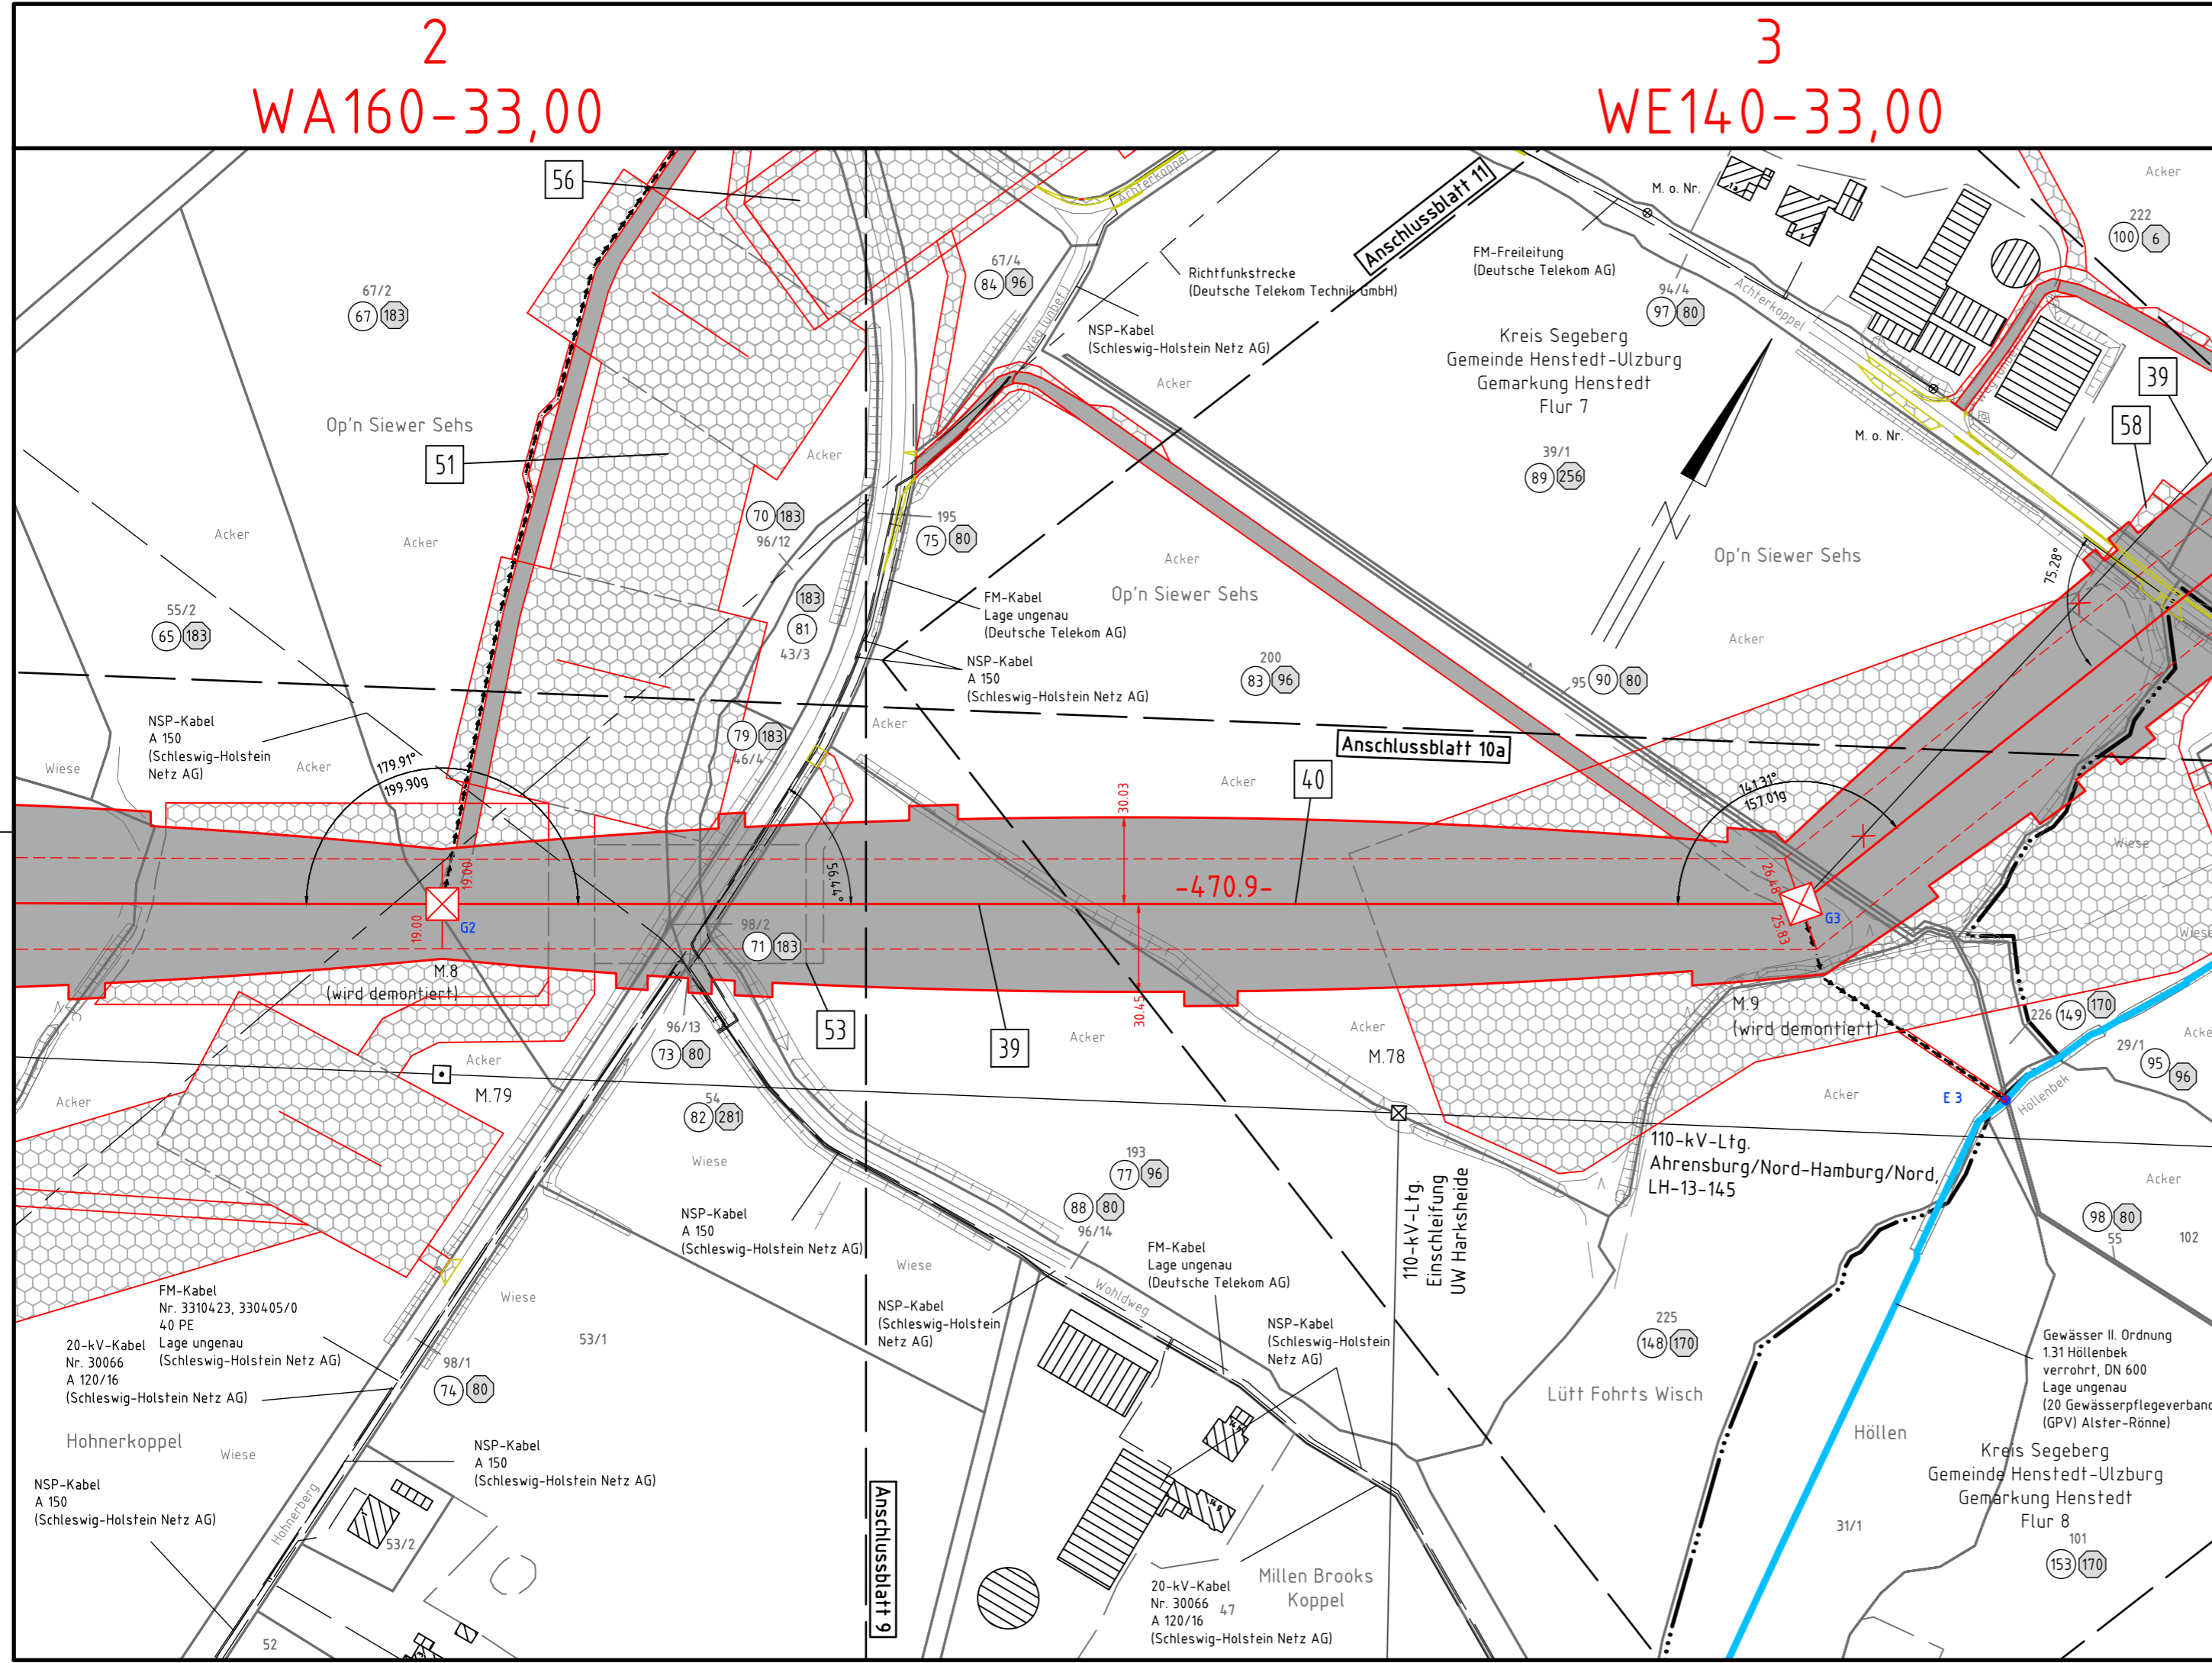 2
WA160-33,00
3
WE140-33,00
56
Achterkoppel
Anschlussblatt 11
M. o. Nr.
Acker
222
100 6
67/2
67 183
67/4
84 96
Richtfunkstrecke
(Deutsche Telekom Technik GmbH)
FM-Freileitung
(Deutsche Telekom AG)
94/4
97 80
Achterkoppel
NSP-Kabel
(Schleswig-Holstein Netz AG)
Weg (unbef.)
Kreis Segeberg
Gemeinde Henstedt-Ulzburg
Gemarkung Henstedt
Flur 7
Acker
39
58
Op'n Siewer Sehs
51
Acker
M. o. Nr.
39/1
89 256
70 183
96/12
195
75 80
Acker
Acker
Acker
Op'n Siewer Sehs
Op'n Siewer Sehs
75.28°
55/2
65 183
183
81
43/3
FM-Kabel
Lage ungenau
(Deutsche Telekom AG)
NSP-Kabel
A 150
(Schleswig-Holstein Netz AG)
200
83 96
95 90 80
Acker
NSP-Kabel
A 150
(Schleswig-Holstein
Netz AG)
Wiese
Acker
179.91°
199.90g
79 183
46/4
Acker
Anschlussblatt 10a
Acker
40
141.31°
157.01g
30.03
Wiese
56.44°
19.00
19.00
G2
-470.9-
26.48
25.83
G3
98/2
71 183
Wiese
M.8
(wird demontiert)
53
39
30.45
96/13
73 80
Acker
Acker
Acker
M.78
M.9
(wird demontiert)
226 149 170
29/1
95 96
Acke
Acker
M.79
Acker
E 3
Höllenbek
54
82 281
Wiese
193
77 96
88 80
96/14
110-kV-Ltg.
Ahrensburg/Nord-Hamburg/Nord,
LH-13-145
110-kV-Ltg.
Einschleifung
UW Harksheide
Acker
98 80
55
102
NSP-Kabel
A 150
(Schleswig-Holstein Netz AG)
Wiese
FM-Kabel
Lage ungenau
(Deutsche Telekom AG)
Wohldweg
NSP-Kabel
(Schleswig-Holstein
Netz AG)
NSP-Kabel
(Schleswig-Holstein
Netz AG)
FM-Kabel
Nr. 3310423, 330405/0
40 PE
Lage ungenau
(Schleswig-Holstein Netz AG)
20-kV-Kabel
Nr. 30066
A 120/16
(Schleswig-Holstein Netz AG)
Wiese
53/1
98/1
74 80
225
148 170
Lütt Fohrts Wisch
Gewässer II. Ordnung
1.31 Höllenbek
verrohrt, DN 600
Lage ungenau
(20 Gewässerpflegeverband
(GPV) Alster-Rönne)
Höllen
Hohnerkoppel
Wiese
NSP-Kabel
A 150
(Schleswig-Holstein Netz AG)
NSP-Kabel
A 150
(Schleswig-Holstein Netz AG)
Hohnerberg
53/2
52
Anschlussblatt 9
Kreis Segeberg
Gemeinde Henstedt-Ulzburg
Gemarkung Henstedt
Flur 8
101
153 170
31/1
20-kV-Kabel
Nr. 30066
A 120/16
(Schleswig-Holstein Netz AG)
47
Millen Brooks
Koppel